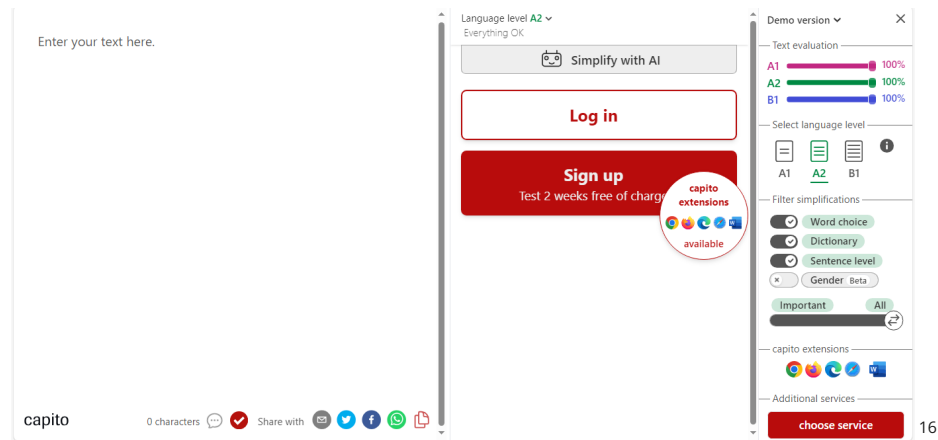 Enter your text here.
capito
0 characters
Share with
Language level A2
Everything OK
Simplify with AI
Log in
Sign up
Test 2 weeks free of charg
capito
extensions
available
Demo version
Text evaluation
A1 100%
A2 100%
B1 100%
Select language level
A1 A2 B1
Filter simplifications
Word choice
Dictionary
Sentence level
Gender Beta
Important All
capito extensions
Additional services
choose service
16